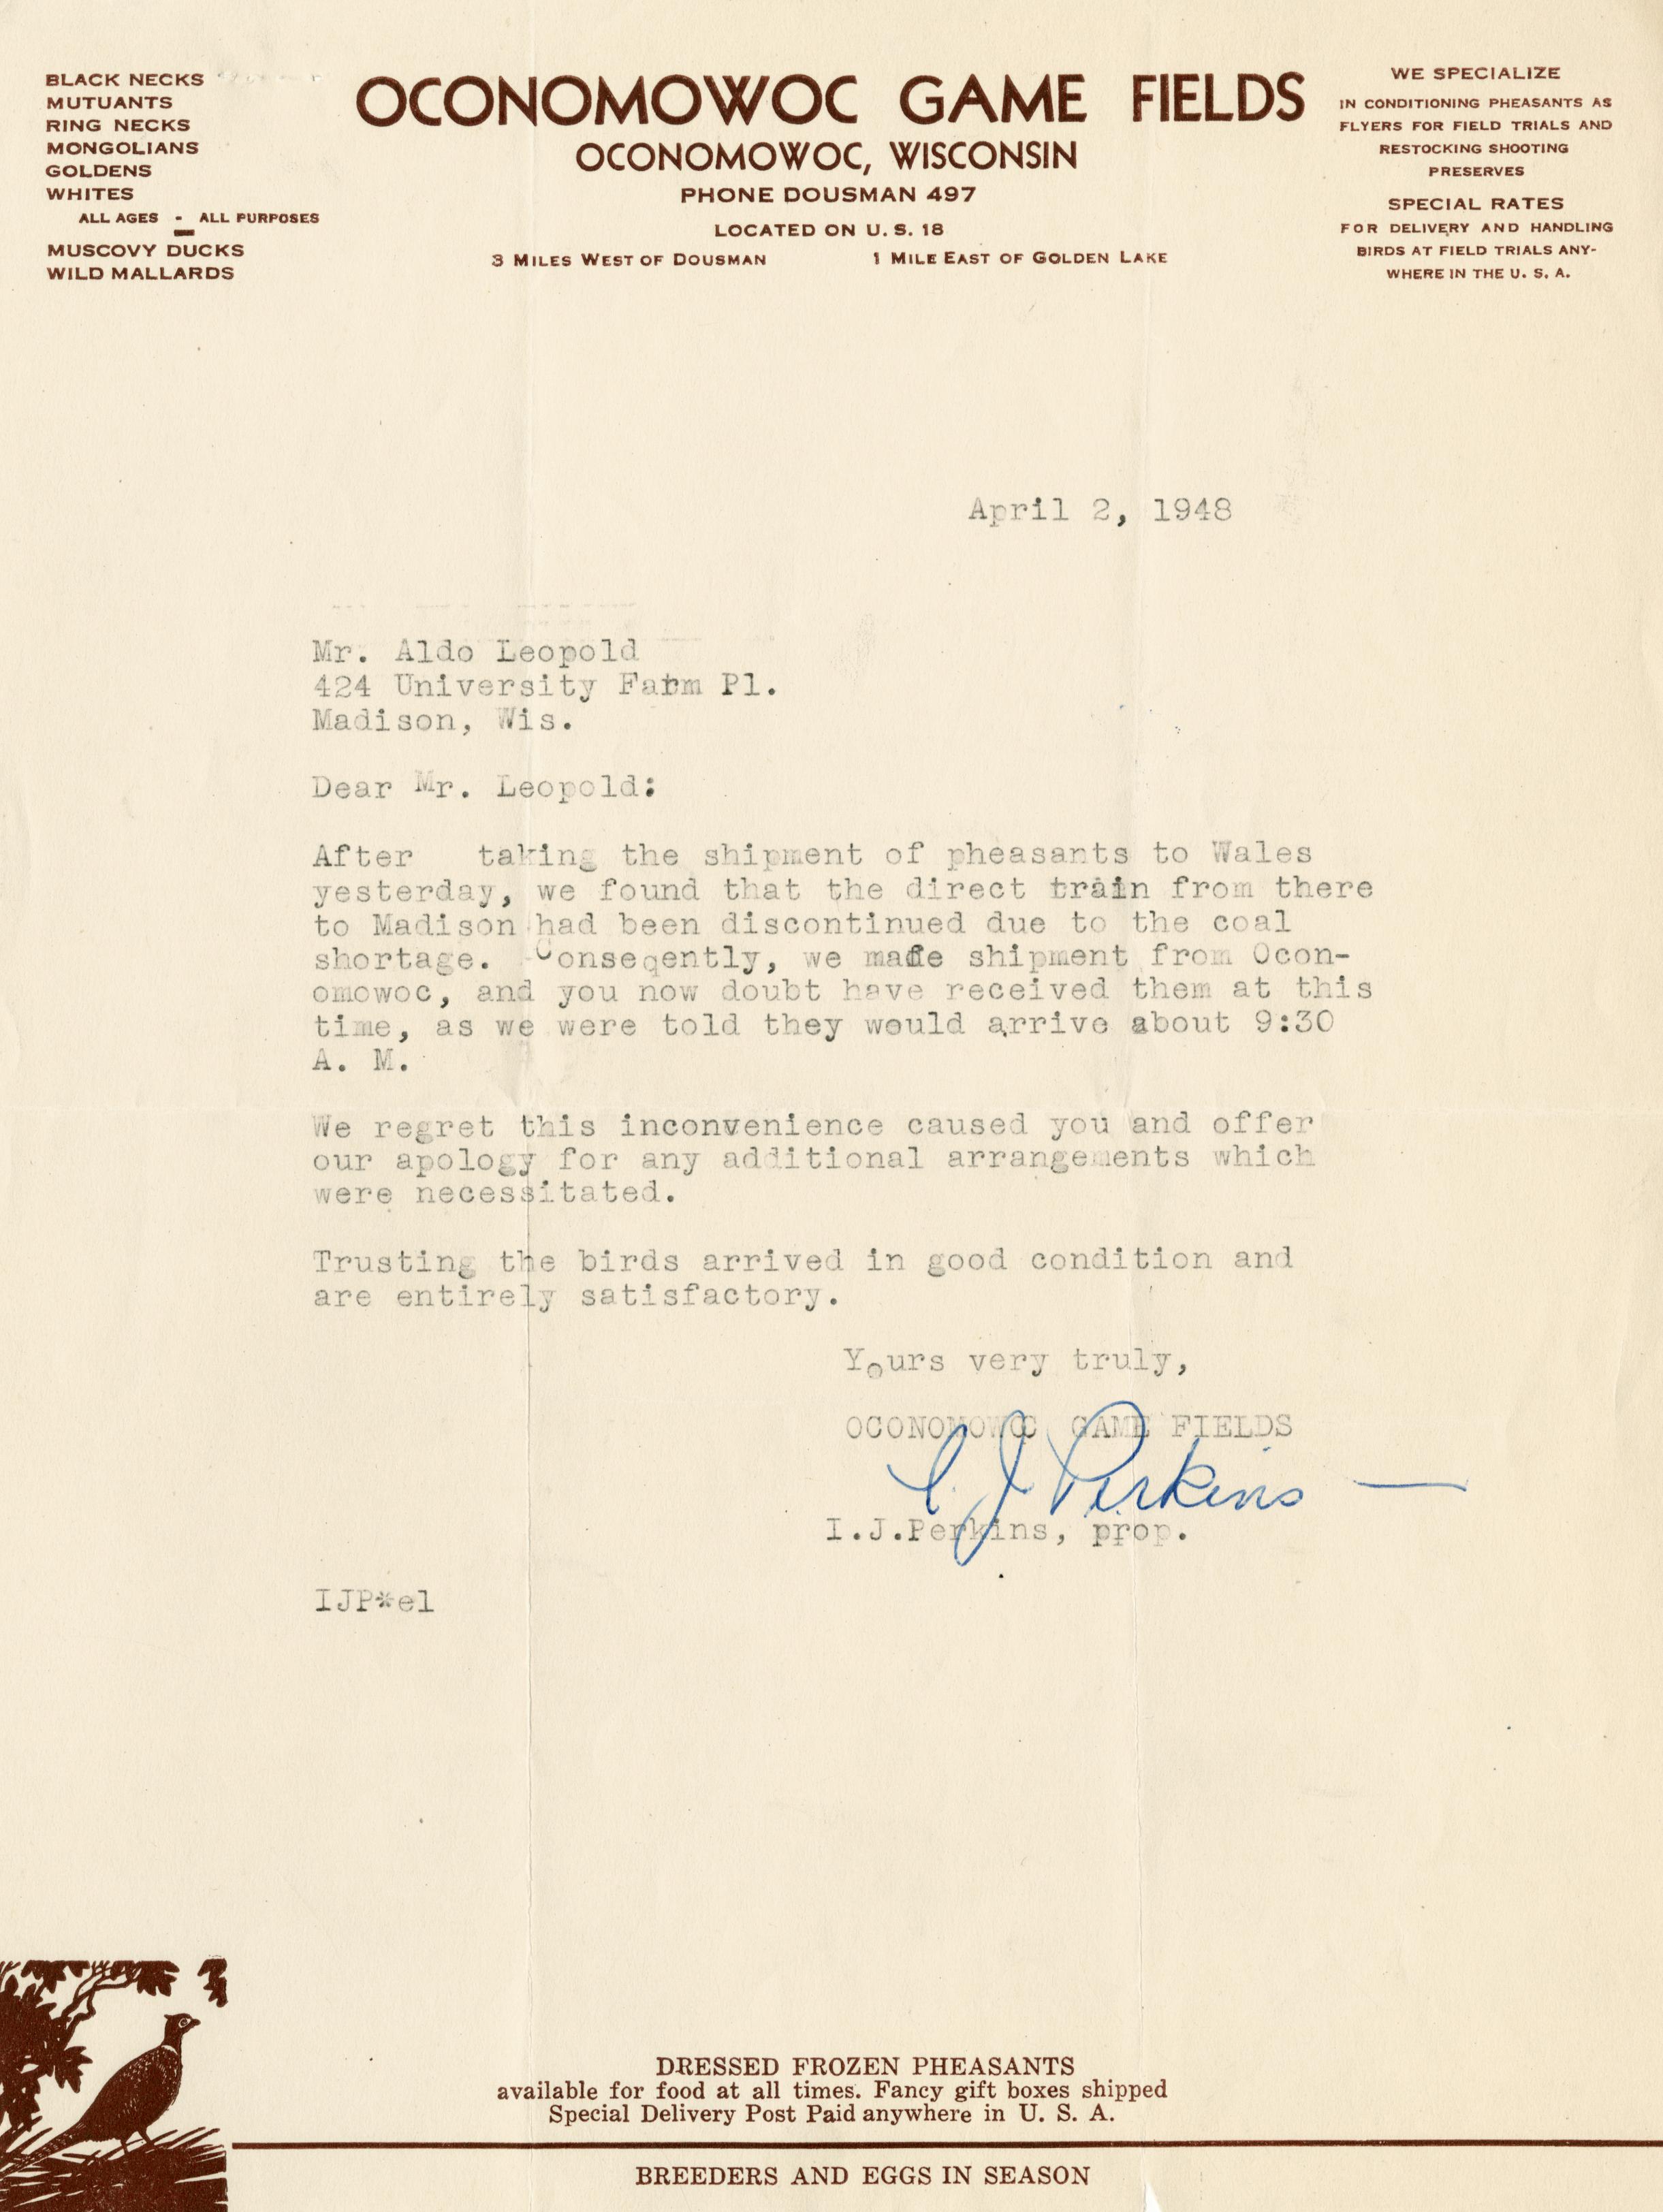 BLACK NECKS
MUTUANTS
RING NECKS
MONGOLIANS
GOLDENS
WHITES
ALL AGES - ALL PURPOSES
MUSCOVY DUCKS
WILD MALLARDS
OCONOMOWOC GAME FIELDS
OCONOMOWOC, WISCONSIN
PHONE DOUSMAN 497
LOCATED ON U. S. 18
3 MILES WEST OF DOUSMAN 1 MILE EAST OF GOLDEN LAKE
WE SPECIALIZE
IN CONDITIONING PHEASANTS AS
FLYERS FOR FIELD TRIALS AND
RESTOCKING SHOOTING
PRESERVES
SPECIAL RATES
FOR DELIVERY AND HANDLING
BIRDS AT FIELD TRIALS ANY-
WHERE IN THE U. S. A.
April 2, 1948
Mr. Aldo Leopold
424 University Farm Pl.
Madison, Wis.
Dear Mr. Leopold:
After taking the shipment of pheasants to Wales
yesterday, we found that the direct train from there
to Madison had been discontinued due to the coal
shortage. Conseqently, we made shipment from Ocon-
omowoc, and you now doubt have received them at this
time, as we were told they would arrive about 9:30
A. M.
We regret this inconvenience caused you and offer
our apology for any additional arrangements which
were necessitated.
Trusting the birds arrived in good condition and
are entirely satisfactory.
Yours very truly,
OCONOMOWOC GAME FIELDS
I J Perkins —
I.J.Perkins, prop.
IJP*el
DRESSED FROZEN PHEASANTS
available for food at all times. Fancy gift boxes shipped
Special Delivery Post Paid anywhere in U. S. A.
BREEDERS AND EGGS IN SEASON